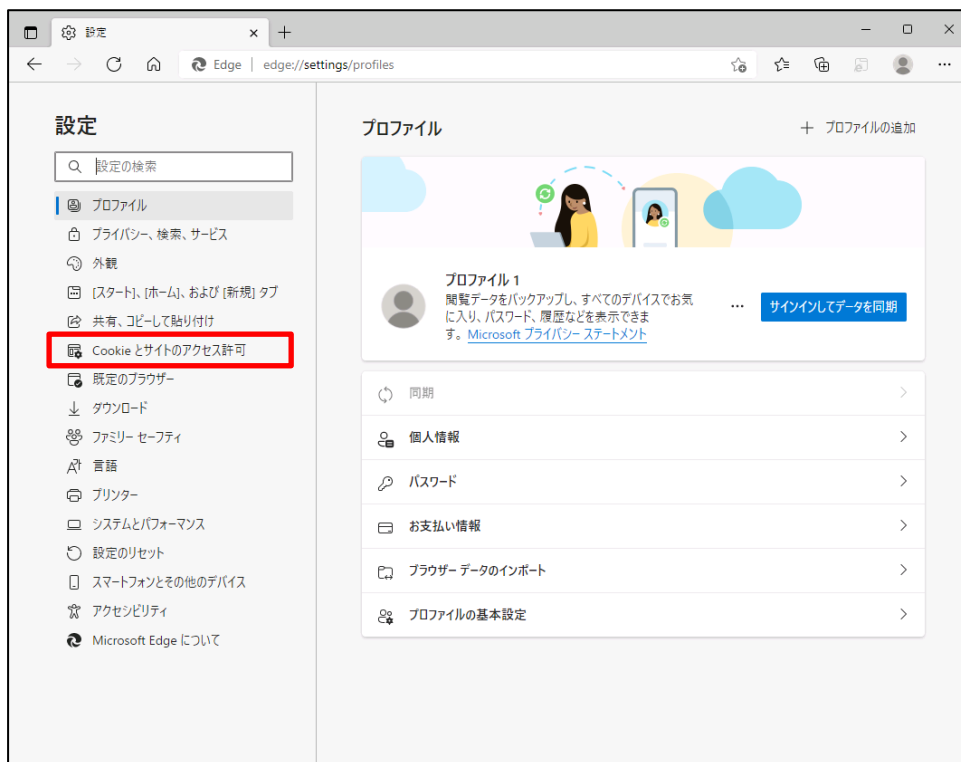 設定
Edge
edge://settings/profiles
設定
設定の検索
プロファイル
プライバシー、検索、サービス
外観
[スタート]、[ホーム]、および [新規] タブ
共有、コピーして貼り付け
Cookie とサイトのアクセス許可
既定のブラウザー
ダウンロード
ファミリー セーフティ
言語
プリンター
システムとパフォーマンス
設定のリセット
スマートフォンとその他のデバイス
アクセシビリティ
Microsoft Edge について
プロファイル
プロファイルの追加
プロファイル 1
閲覧データをバックアップし、すべてのデバイスでお気
に入り、パスワード、履歴などを表示できま
す。Microsoft プライバシー ステートメント
サインインしてデータを同期
同期
個人情報
パスワード
お支払い情報
ブラウザー データのインポート
プロファイルの基本設定